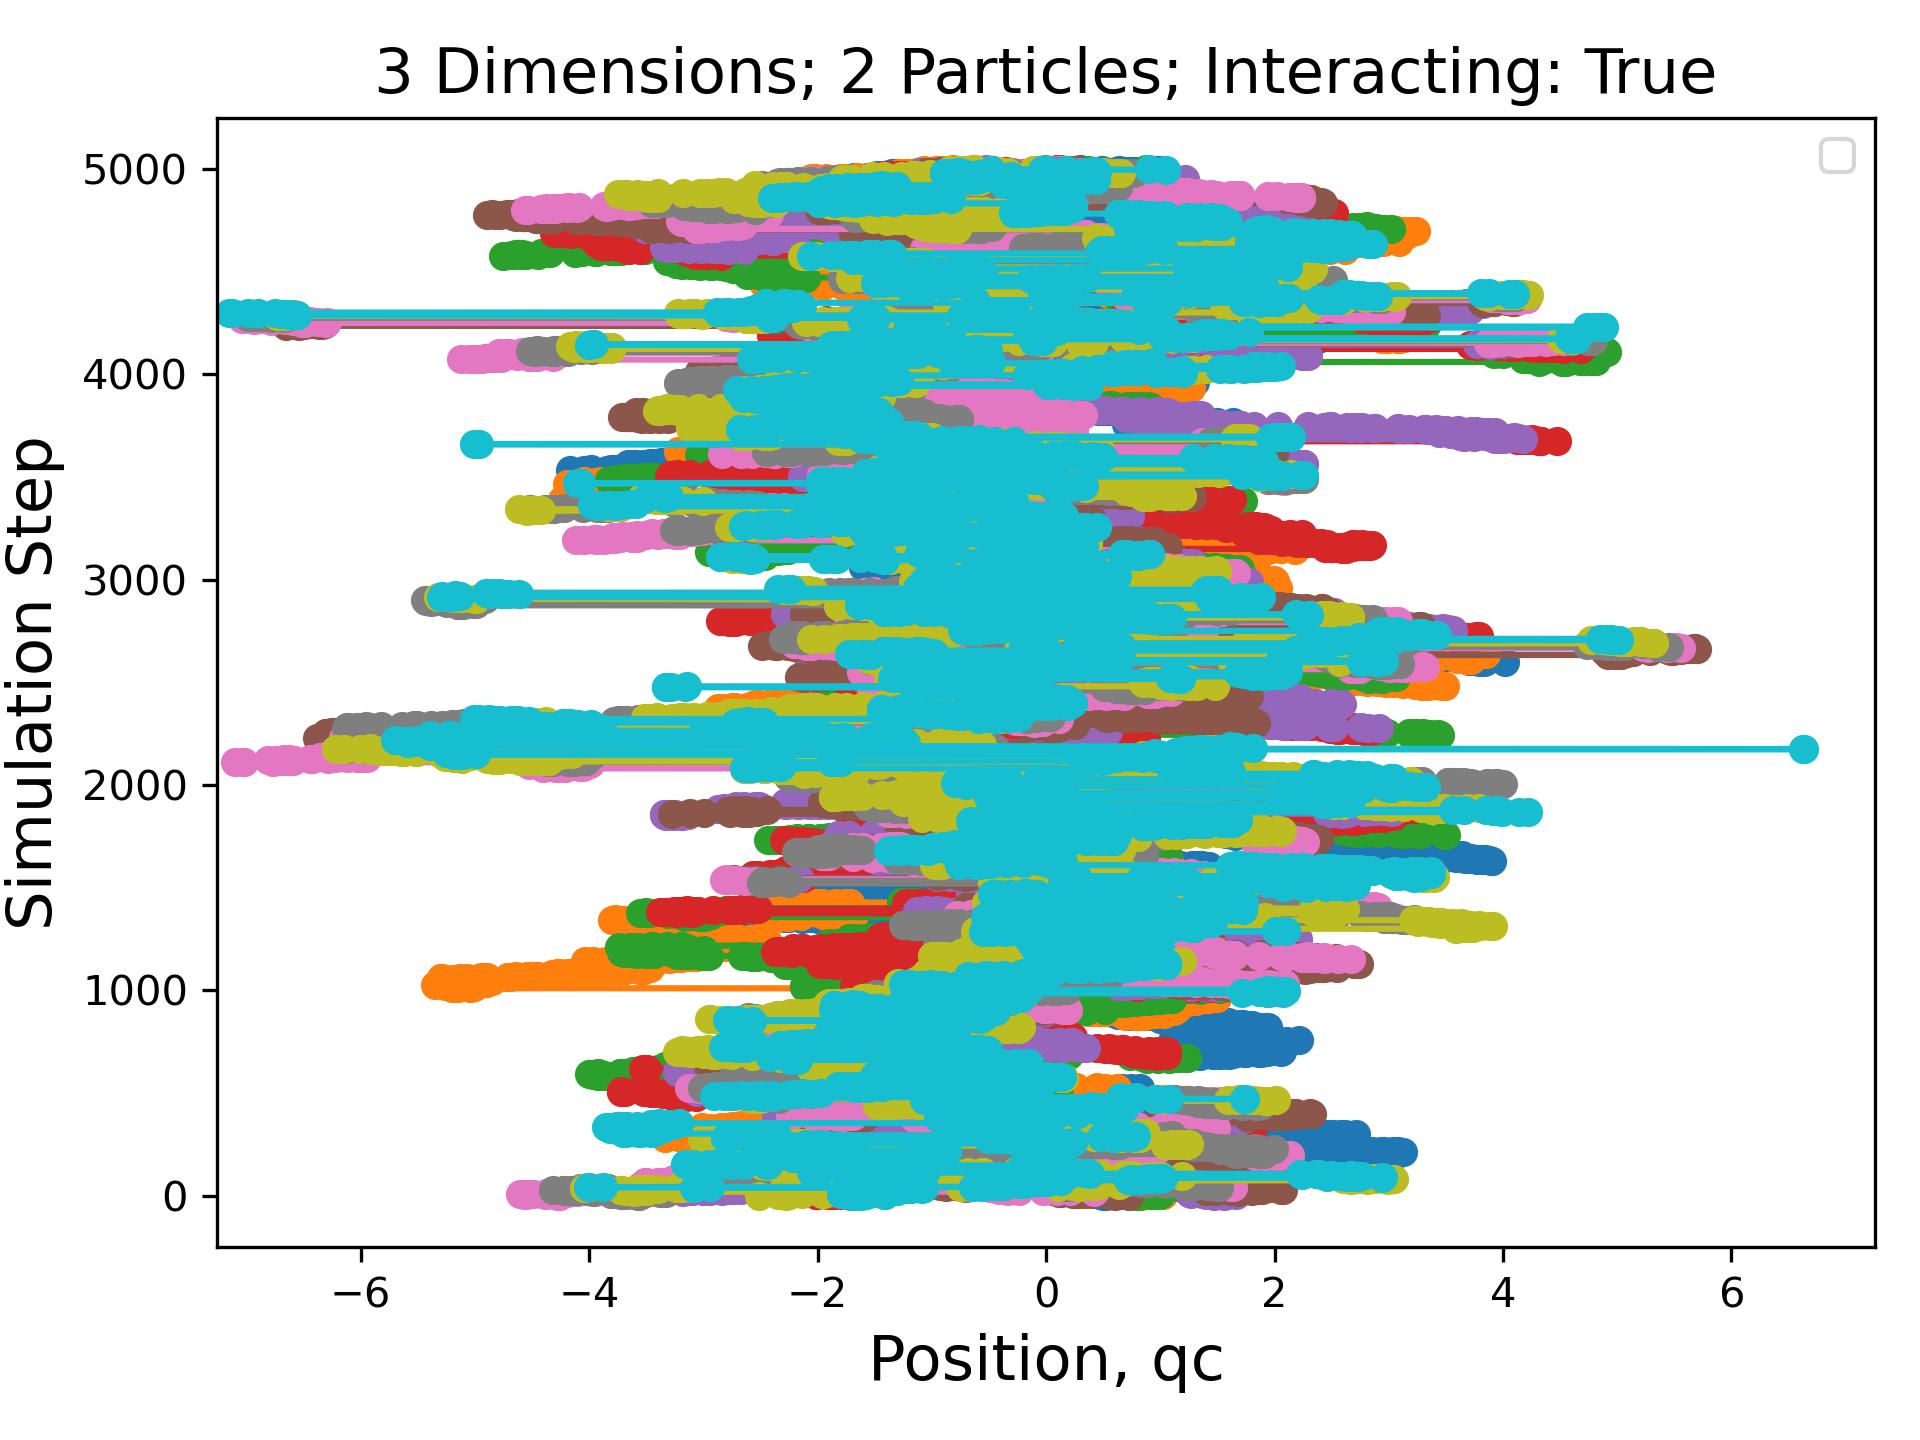 3 Dimensions; 2 Particles; Interacting: True
5000
4000
3000
2000
1000
0
Simulation Step
−6 −4 −2 0 2 4 6
Position, qc